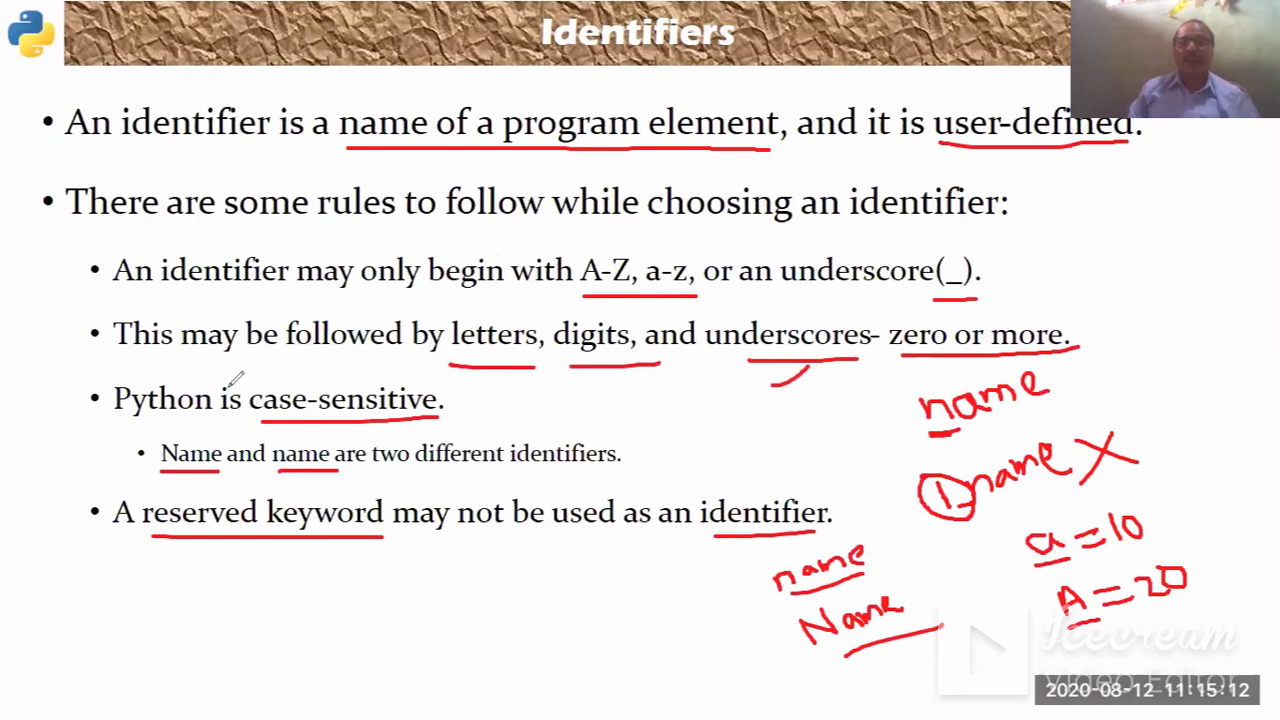 Identifiers
• An identifier is a name of a program element, and it is user-defined.
• There are some rules to follow while choosing an identifier:
• An identifier may only begin with A-Z, a-z, or an underscore(_).
• This may be followed by letters, digits, and underscores- zero or more.
• Python is case-sensitive.
• Name and name are two different identifiers.
• A reserved keyword may not be used as an identifier.
name
1name X
a = 10
A = 20
name
Name
Icecream
Video Editor
2020-08-12 11:15:12